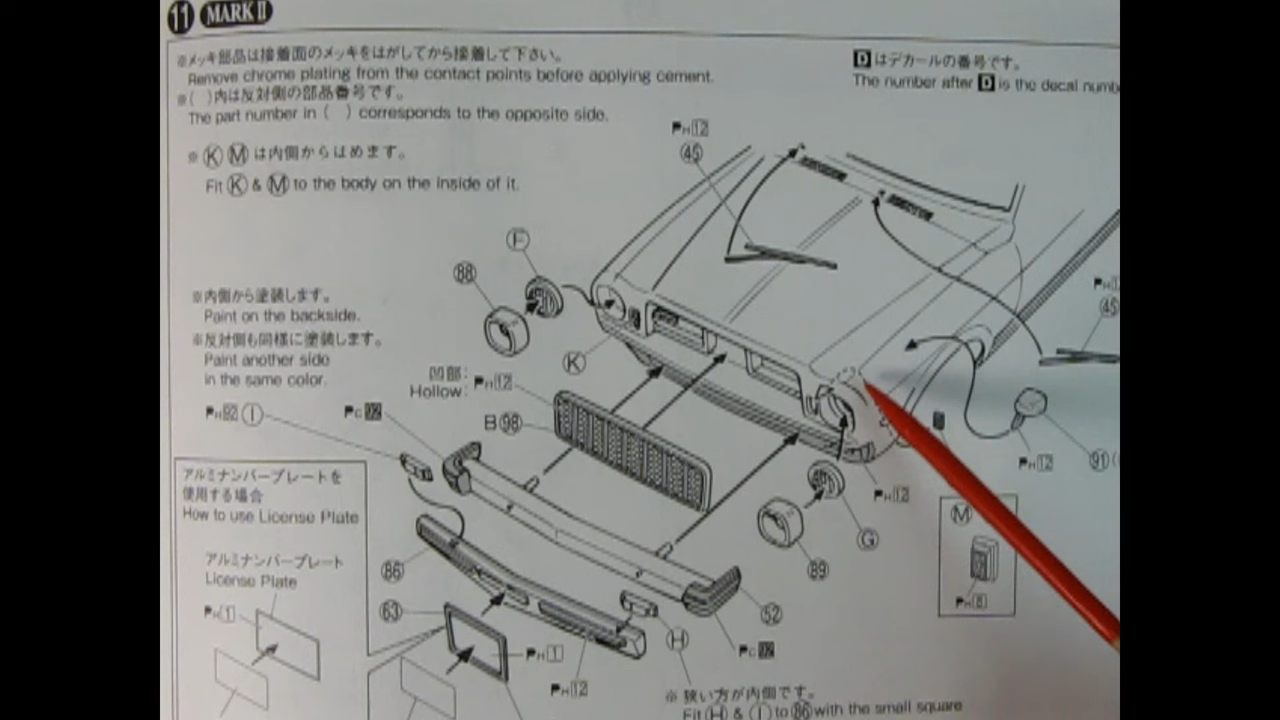 11 MARK II
※メッキ部品は接着面のメッキをはがしてから接着して下さい。
Remove chrome plating from the contact points before applying cement.
※( )内は反対側の部品番号です。
The part number in ( ) corresponds to the opposite side.
Dはデカールの番号です。
The number after D is the decal
※ⓀⓂは内側からはめます。
Fit Ⓚ & Ⓜ to the body on the inside of it.
PH12
45
F
88
※内側から塗装します。
Paint on the backside.
※反対側も同様に塗装します。
Paint another side
in the same color.
K
凹部:
Hollow: PH12
B98
I
PC
45
PH12
91
PH12
アルミナンバープレートを
使用する場合
How to use License Plate
アルミナンバープレート
License Plate
PH1
M
PH8
G
89
86
63
52
PH1
H
PC
PH12
※狭い方が内側です。
Fit Ⓗ & Ⓘ to 86 with the small square